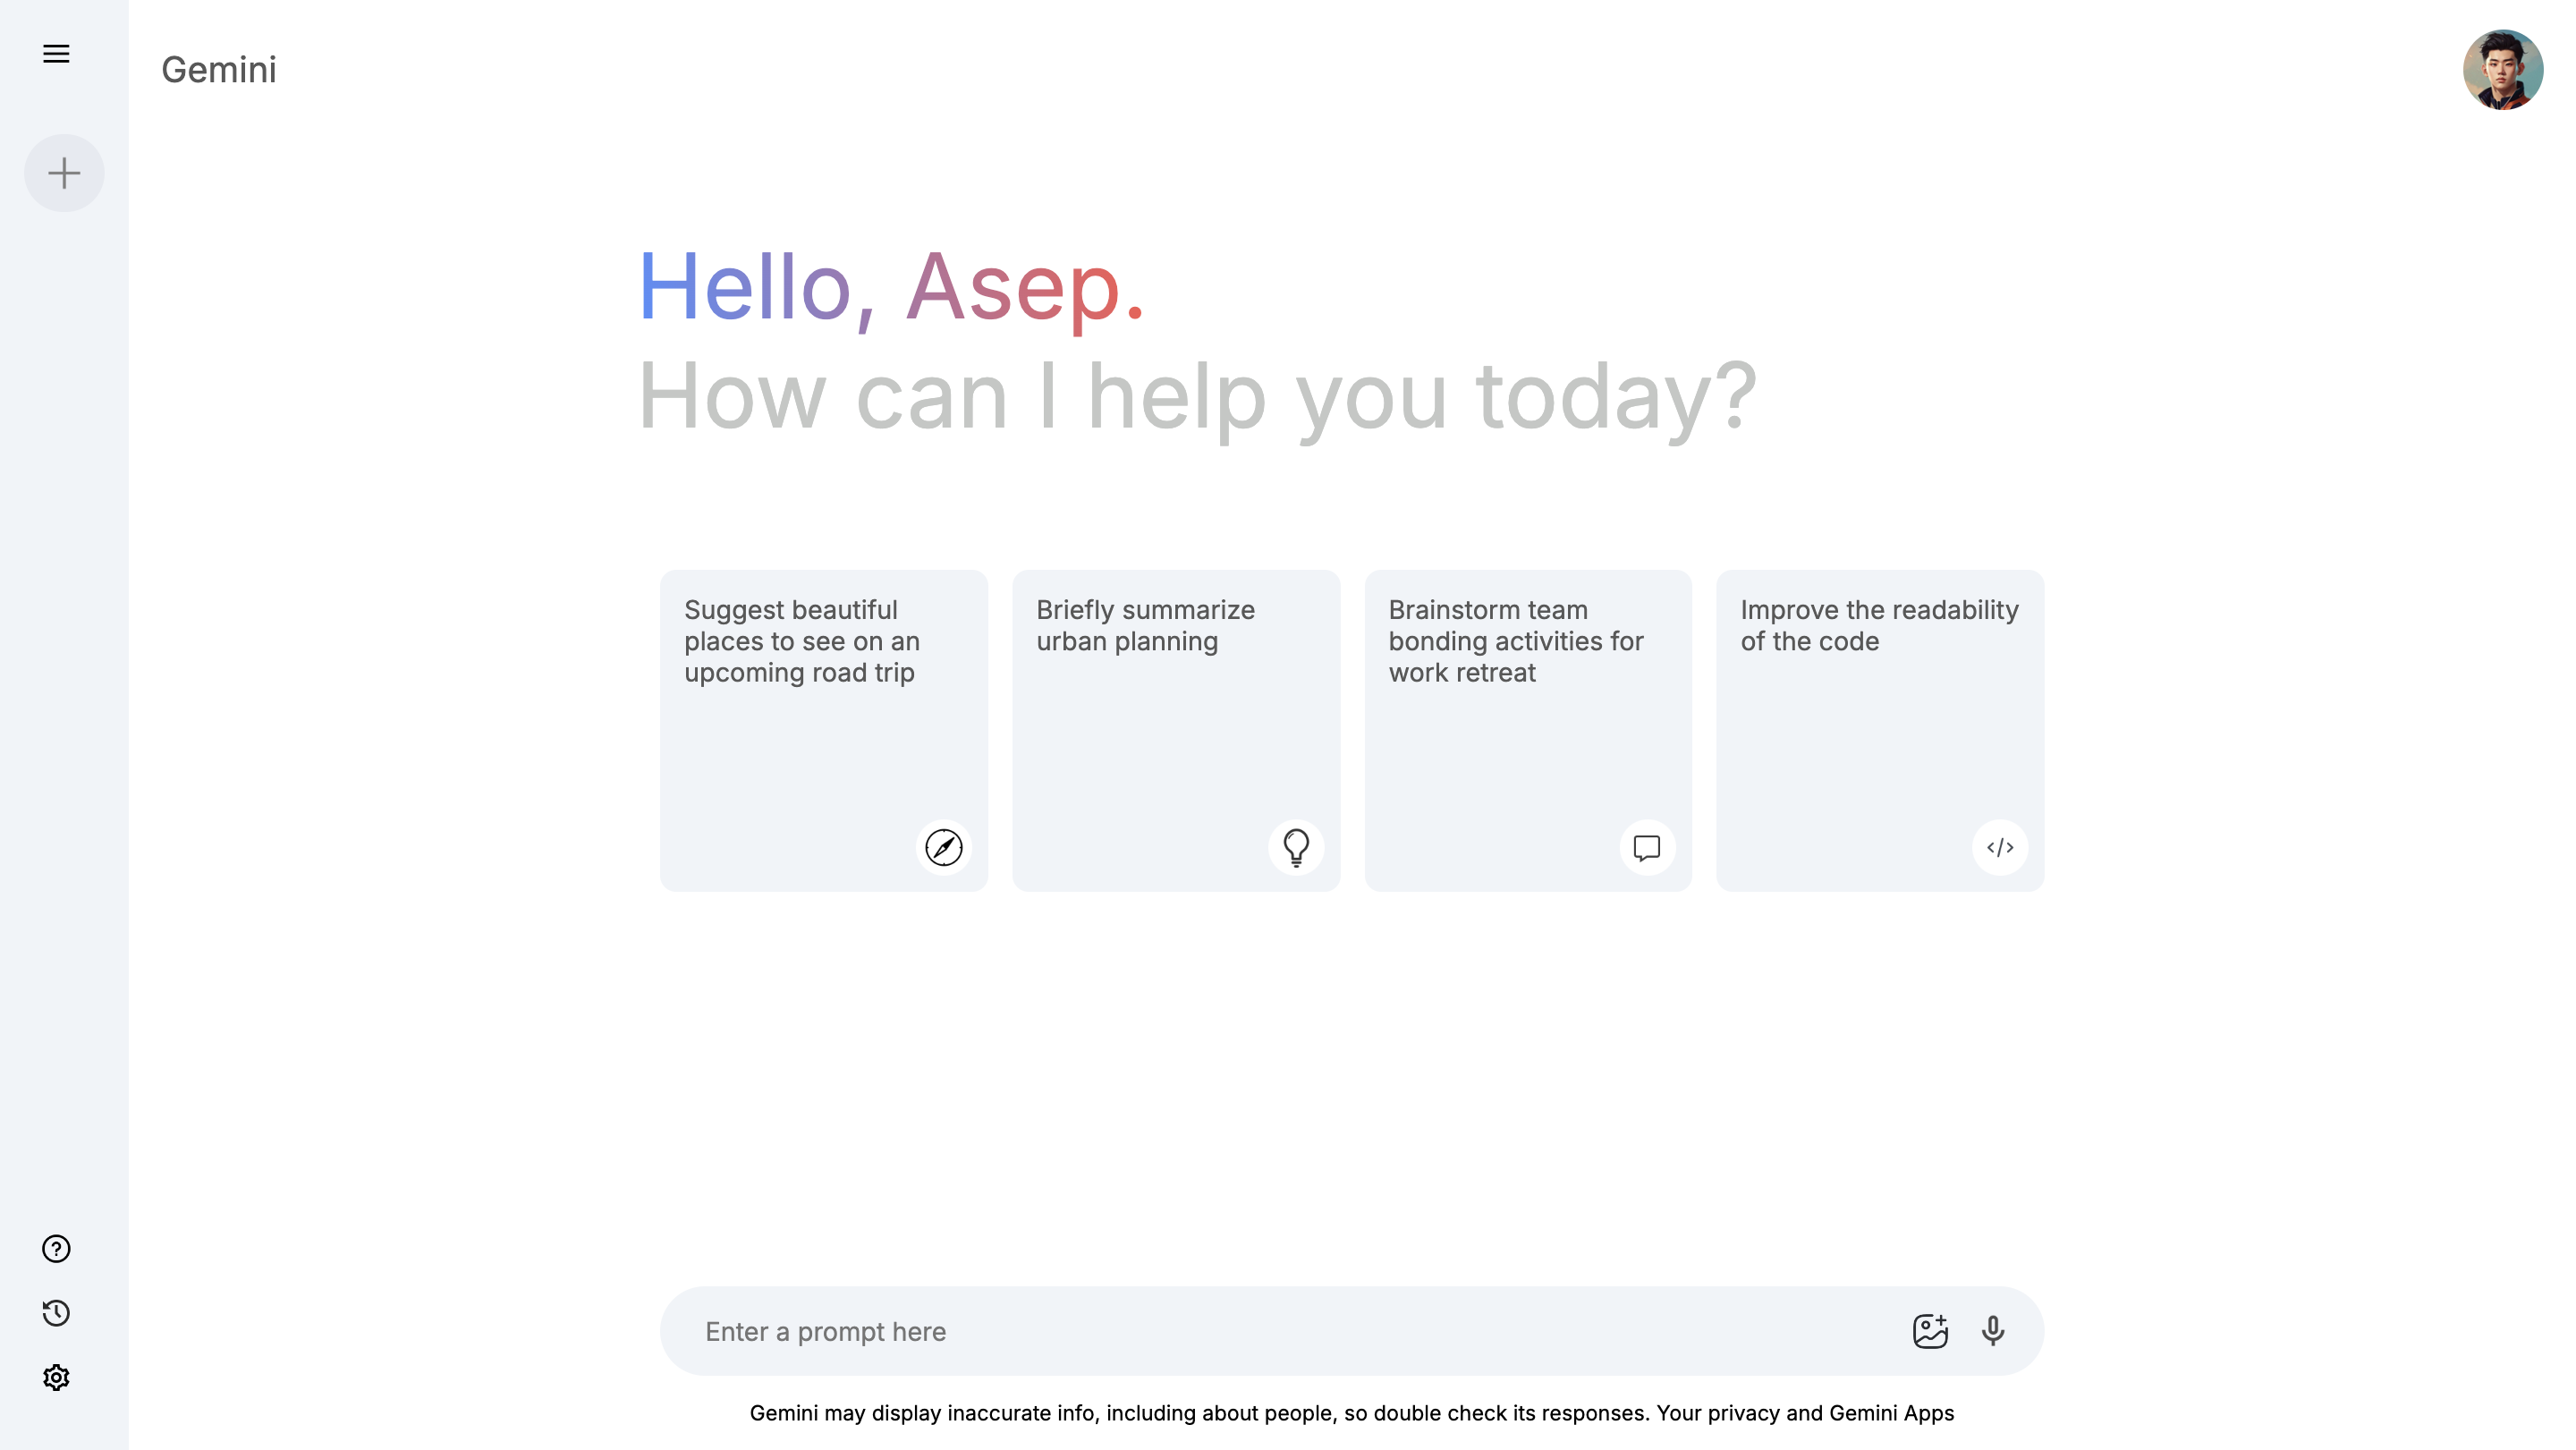 Gemini
Hello, Asep.
How can I help you today?
Suggest beautiful
places to see on an
upcoming road trip
Briefly summarize
urban planning
Brainstorm team
bonding activities for
work retreat
Improve the readability
of the code
Enter a prompt here
Gemini may display inaccurate info, including about people, so double check its responses. Your privacy and Gemini Apps